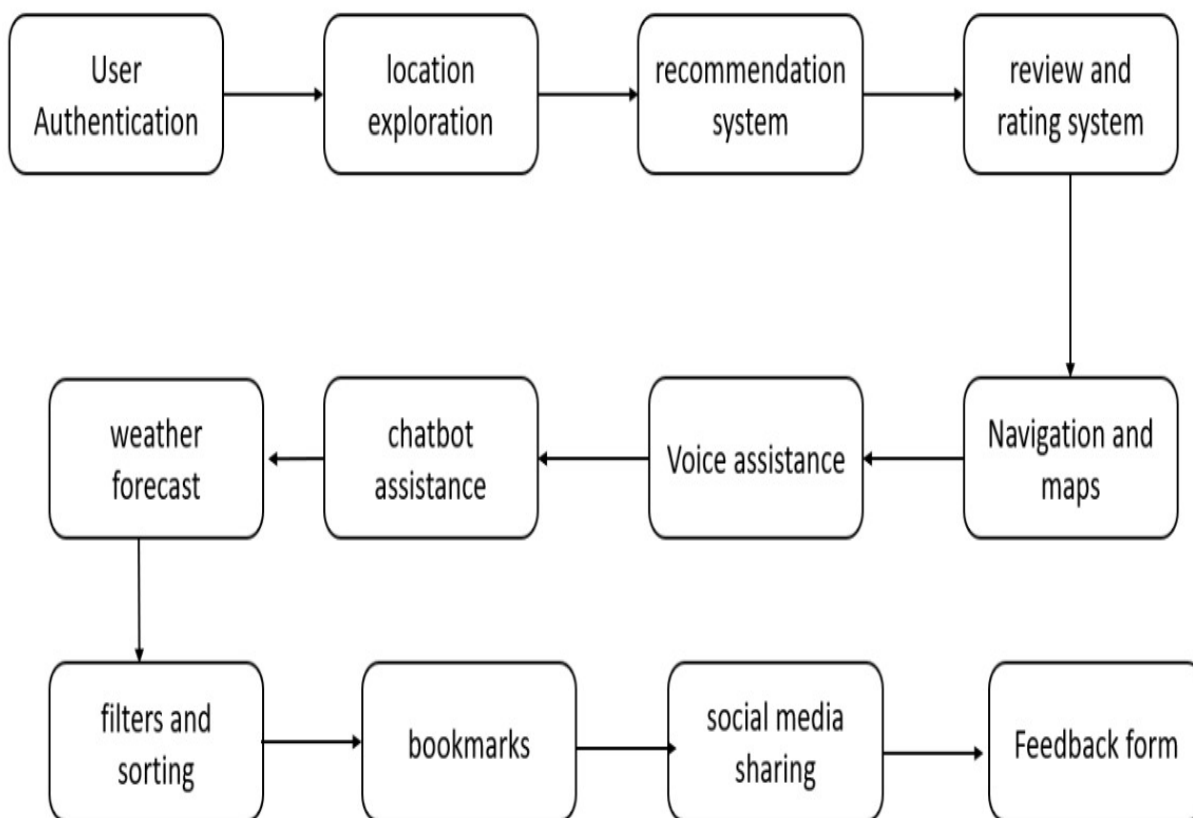 User
Authentication
location
exploration
recommendation
system
review and
rating system
Navigation and
maps
Voice assistance
chatbot
assistance
weather
forecast
filters and
sorting
bookmarks
social media
sharing
Feedback form